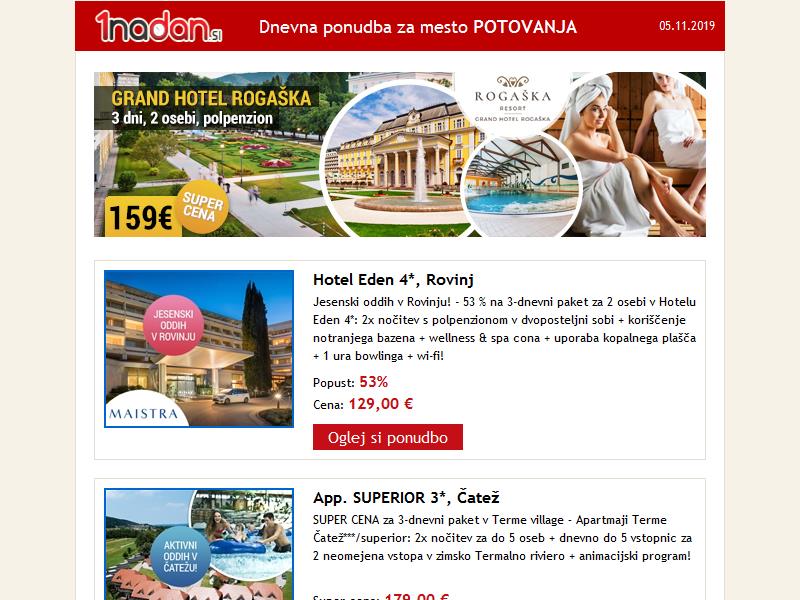 1nadan.si
Dnevna ponudba za mesto POTOVANJA
05.11.2019
GRAND HOTEL ROGAŠKA
3 dni, 2 osebi, polpenzion
ROGAŠKA
RESORT
GRAND HOTEL ROGAŠKA
159€
SUPER
CENA
JESENSKI
ODDIH
V ROVINJU
MAISTRA
Hotel Eden 4*, Rovinj
Jesenski oddih v Rovinju! - 53 % na 3-dnevni paket za 2 osebi v Hotelu
Eden 4*: 2x nočitev s polpenzionom v dvoposteljni sobi + koriščenje
notranjega bazena + wellness & spa cona + uporaba kopalnega plašča
+ 1 ura bowlinga + wi-fi!
Popust: 53%
Cena: 129,00 €
Oglej si ponudbo
AKTIVNI
ODDIH V
ČATEŽU!
App. SUPERIOR 3*, Čatež
SUPER CENA za 3-dnevni paket v Terme village - Apartmaji Terme
Čatež***/superior: 2x nočitev za do 5 oseb + dnevno do 5 vstopnic za
2 neomejena vstopa v zimsko Termalno riviero + animacijski program!
Super cena: 179,00 €